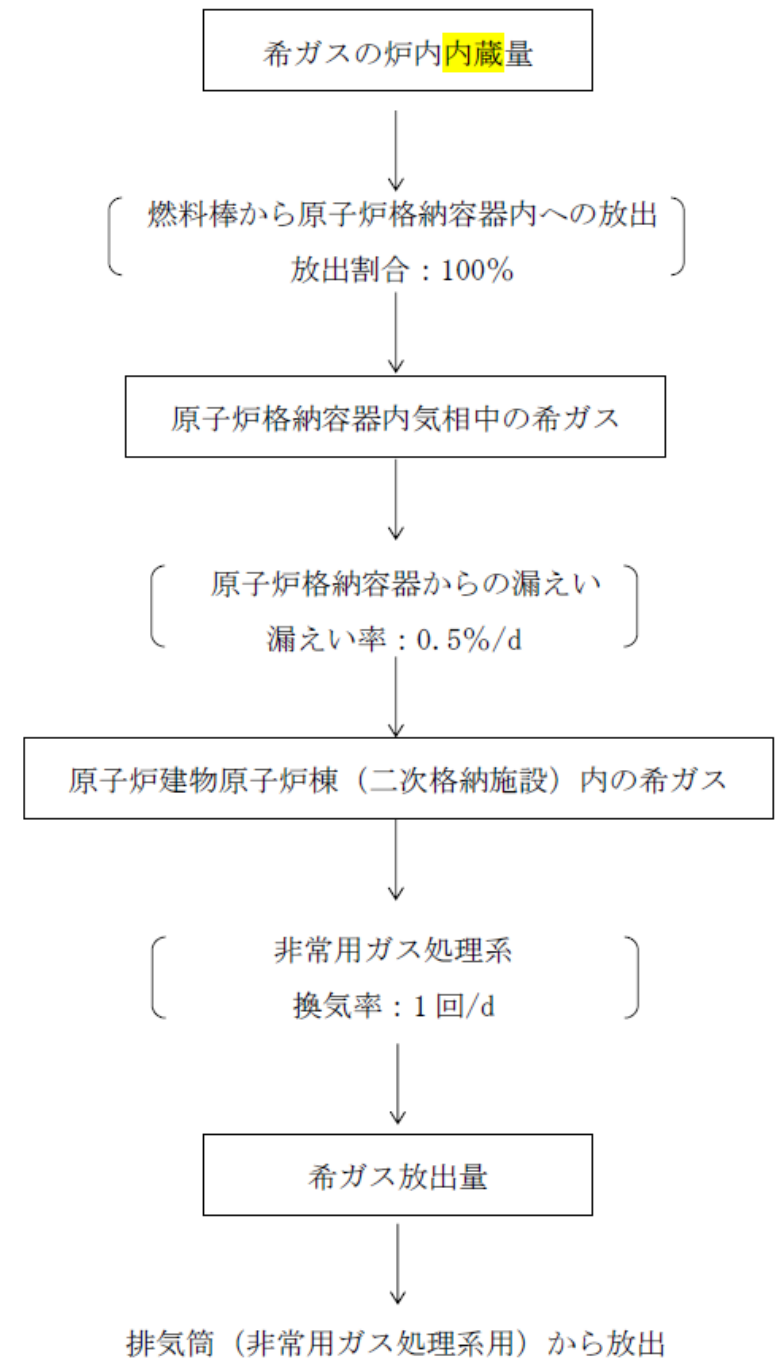 希ガスの炉内内蔵量
燃料棒から原子炉格納容器内への放出
放出割合：100％
原子炉格納容器内気相中の希ガス
原子炉格納容器からの漏えい
漏えい率：0.5％/d
原子炉建物原子炉棟（二次格納施設）内の希ガス
非常用ガス処理系
換気率：1回/d
希ガス放出量
排気筒（非常用ガス処理系用）から放出